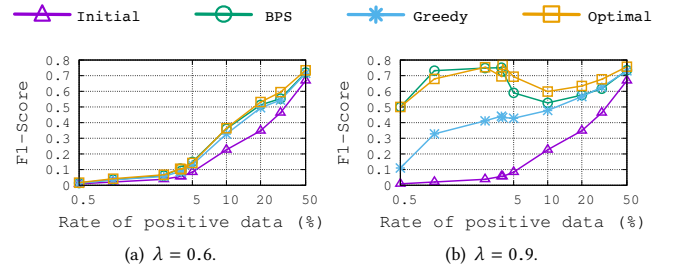 Initial BPS Greedy Optimal
0.8 0.8
0.7 0.7
0.6 0.6
0.5 0.5
0.4 0.4
0.3 0.3
0.2 0.2
0.1 0.1
0 0
F1-Score F1-Score
0.5 5 10 20 50 0.5 5 10 20 50
Rate of positive data (%) Rate of positive data (%)
(a) λ = 0.6. (b) λ = 0.9.